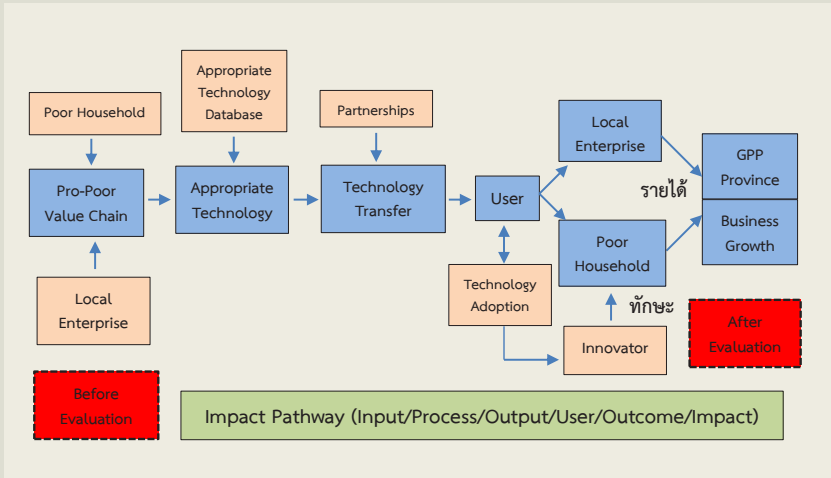 Poor Household
Appropriate
Technology
Database
Partnerships
Pro-Poor
Value Chain
Appropriate
Technology
Technology
Transfer
User
Local
Enterprise
รายได้
GPP
Province
Business
Growth
Poor
Household
Local
Enterprise
Technology
Adoption
ทักษะ
Innovator
After
Evaluation
Before
Evaluation
Impact Pathway (Input/Process/Output/User/Outcome/Impact)